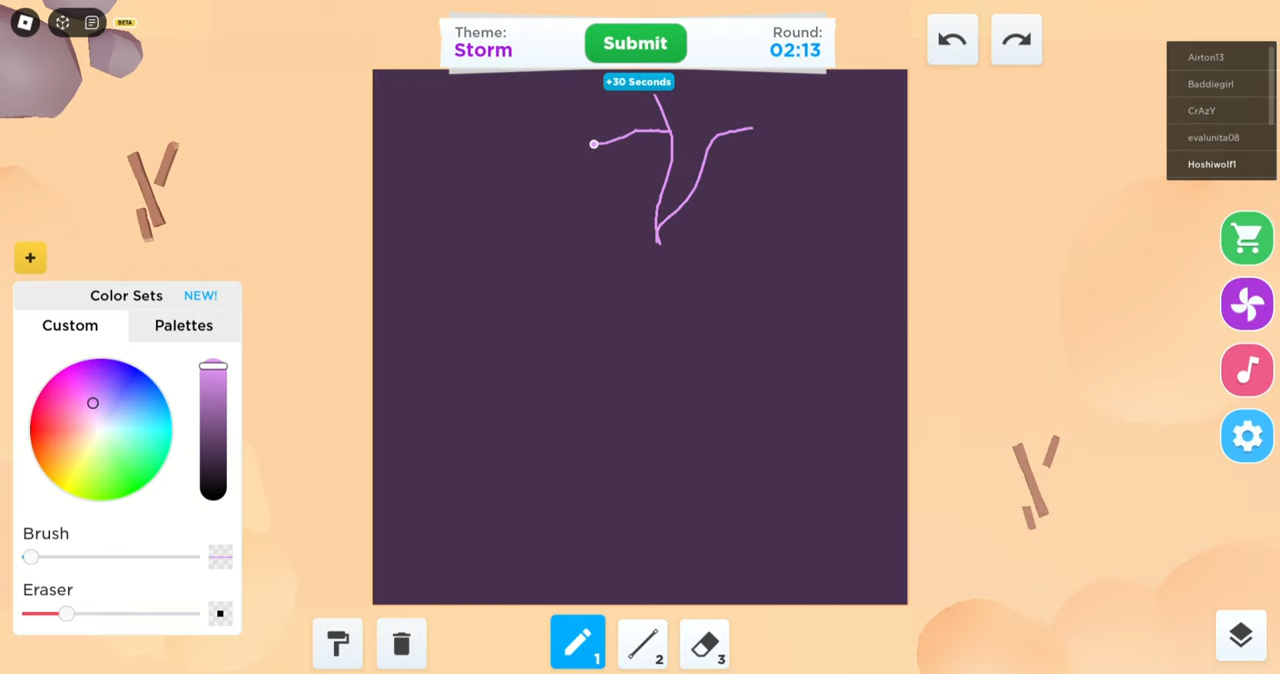 BETA
Theme:
Storm
Submit
Round:
02:13
+30 Seconds
Airton13
Baddiegirl
CrAzY
evalunita08
Hoshiwolf1
+
Color Sets NEW!
Custom Palettes
Brush
Eraser
1
2
3